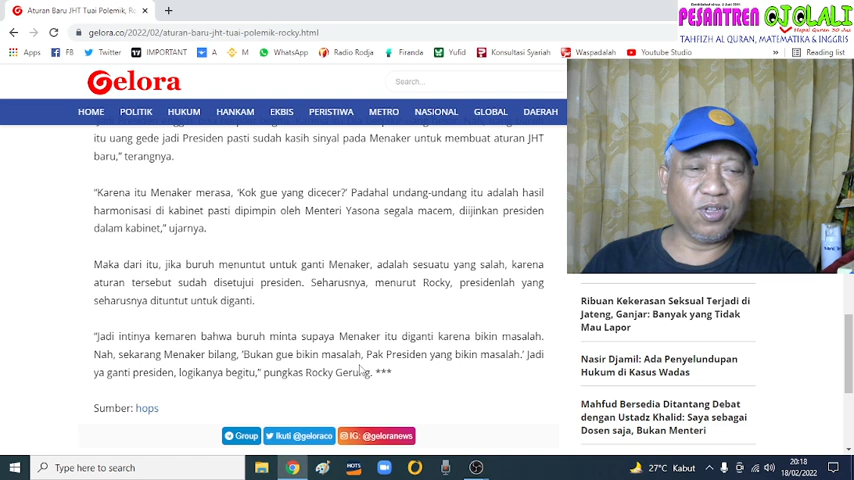 Aturan Baru JHT Tuai Polemik, Ro
gelora.co/2022/02/aturan-baru-jht-tuai-polemik-rocky.html
Apps FB Twitter A M WhatsApp Radio Rodja Firanda Yufid Konsultasi Syariah Waspadalah Youtube Studio » Reading list
PESANTREN OJOLALI
Hapal Quran 30 Juz
TAHFIZH AL QURAN, MATEMATIKA & INGGRIS
Gelora
Search...
HOME POLITIK HUKUM HANKAM EKBIS PERISTIWA METRO NASIONAL GLOBAL DAERAH
itu uang gede jadi Presiden pasti sudah kasih sinyal pada Menaker untuk membuat aturan JHT
baru,” terangnya.
“Karena itu Menaker merasa, ‘Kok gue yang dicecer?’ Padahal undang-undang itu adalah hasil
harmonisasi di kabinet pasti dipimpin oleh Menteri Yasona segala macem, diijinkan presiden
dalam kabinet,” ujarnya.
Maka dari itu, jika buruh menuntut untuk ganti Menaker, adalah sesuatu yang salah, karena
aturan tersebut sudah disetujui presiden. Seharusnya, menurut Rocky, presidenlah yang
seharusnya dituntut untuk diganti.
“Jadi intinya kemaren bahwa buruh minta supaya Menaker itu diganti karena bikin masalah.
Nah, sekarang Menaker bilang, ‘Bukan gue bikin masalah, Pak Presiden yang bikin masalah.’ Jadi
ya ganti presiden, logikanya begitu,” pungkas Rocky Gerung. ***
Sumber: hops
Group Ikuti @geloraco IG: @geloranews
Ribuan Kekerasan Seksual Terjadi di
Jateng, Ganjar: Banyak yang Tidak
Mau Lapor
Nasir Djamil: Ada Penyelundupan
Hukum di Kasus Wadas
Mahfud Bersedia Ditantang Debat
dengan Ustadz Khalid: Saya sebagai
Dosen saja, Bukan Menteri
Type here to search
HOTS
27°C Kabut
20:18
18/02/2022